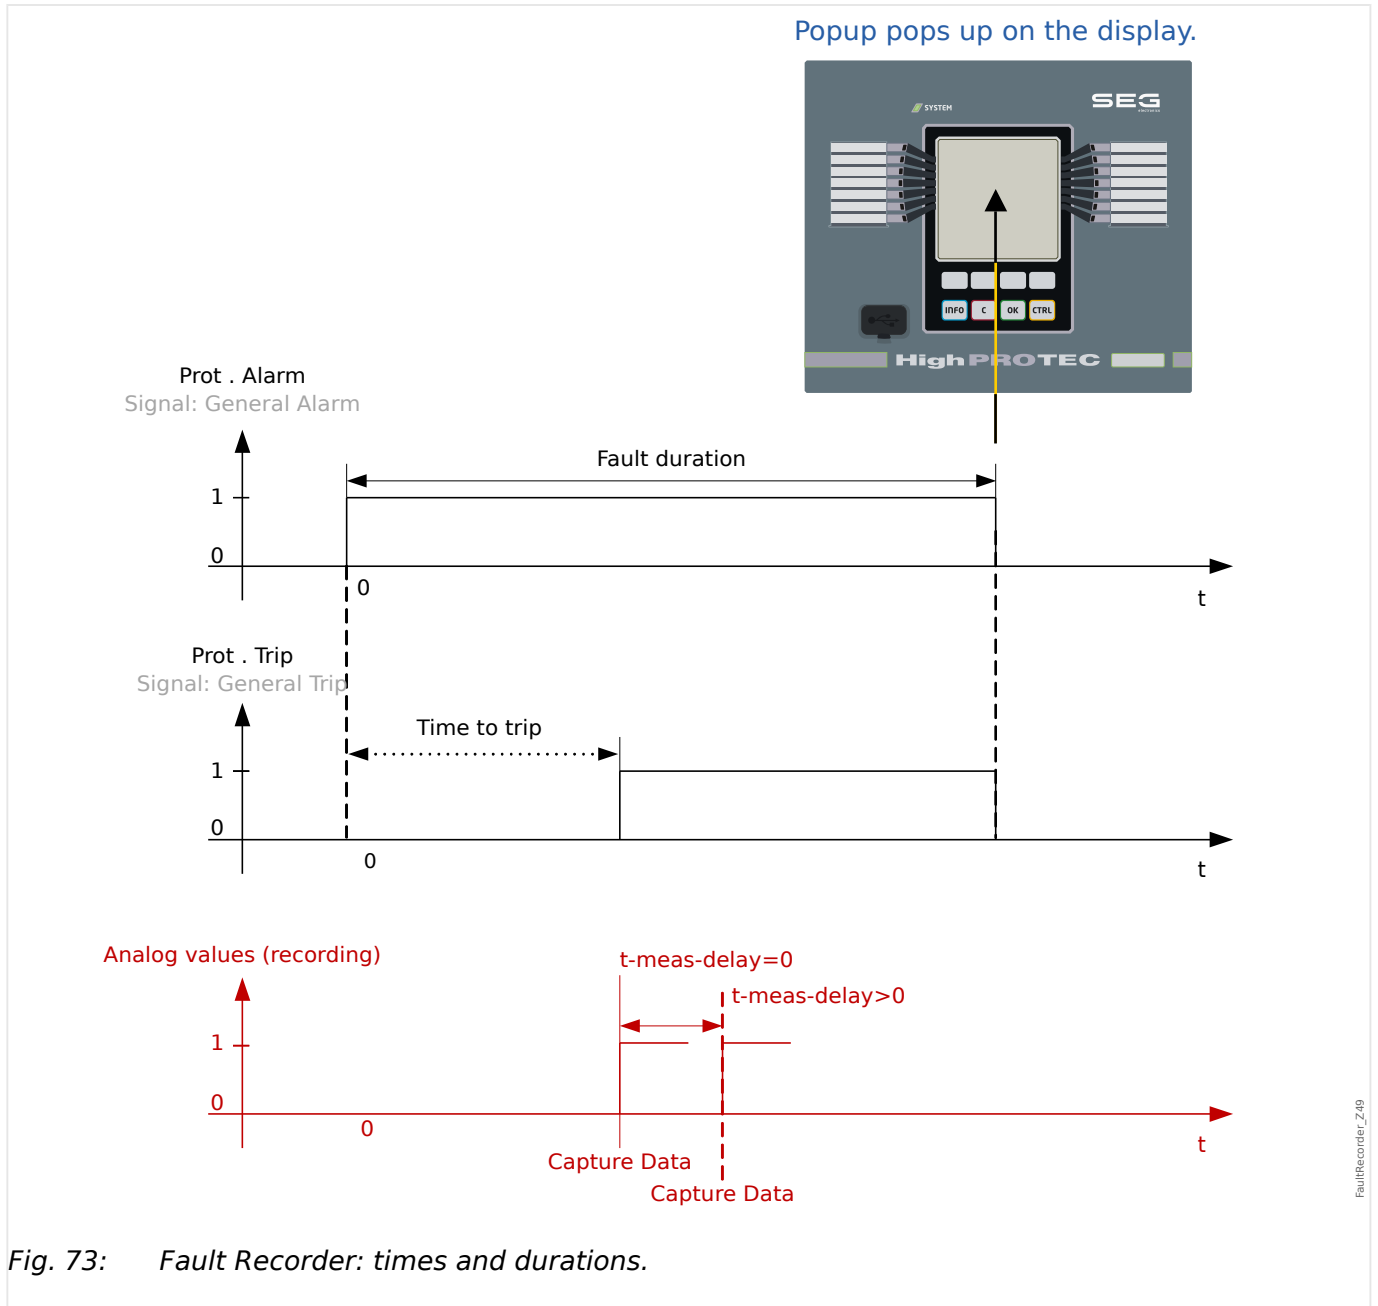 Popup pops up on the display.
SYSTEM
SEG
electronics
INFO
C
OK
CTRL
HighPROTEC
Prot . Alarm
Signal: General Alarm
Fault duration
1
0
0
t
Prot . Trip
Signal: General Trip
Time to trip
1
0
0
t
Analog values (recording)
t-meas-delay=0
t-meas-delay>0
1
0
0
t
Capture Data
Capture Data
FaultRecorder_Z49
Fig. 73: Fault Recorder: times and durations.